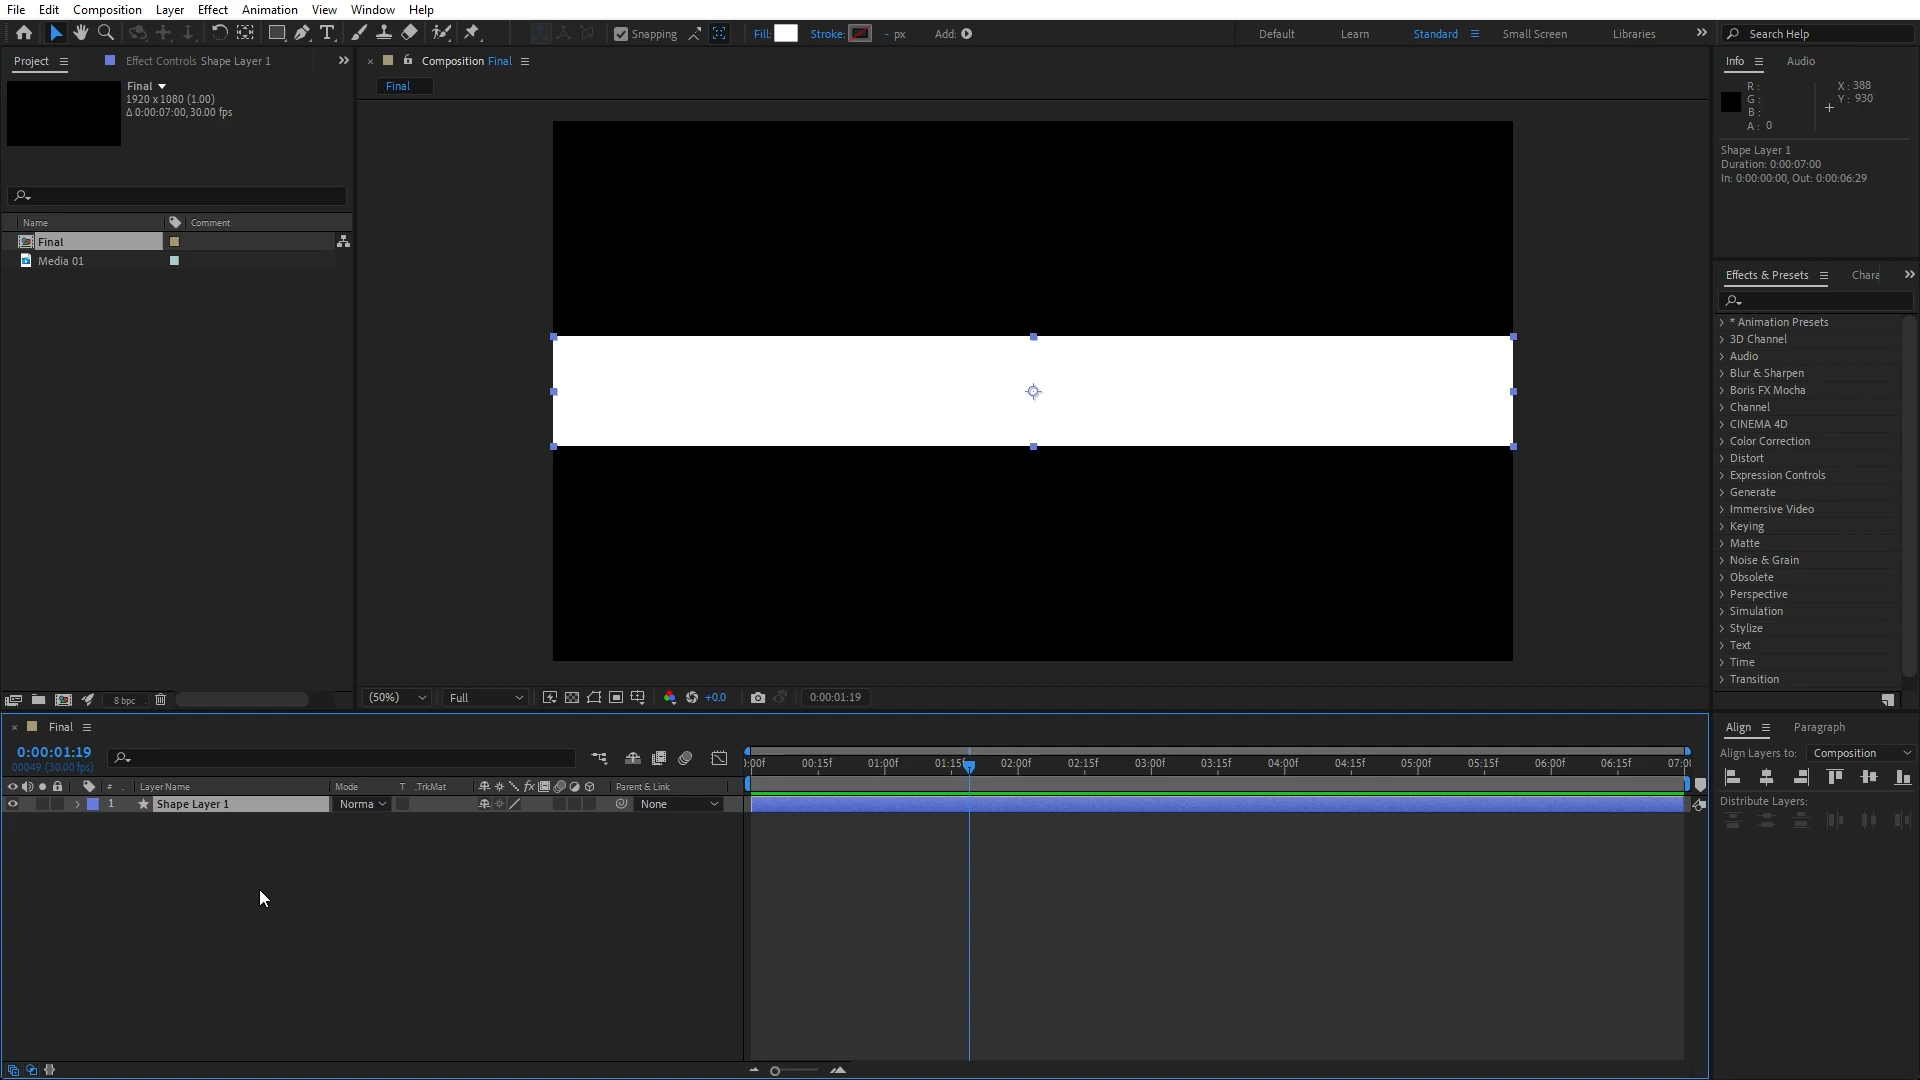 File Edit Composition Layer Effect Animation View Window Help
Snapping Fill: Stroke: - px Add: Default Learn Standard Small Screen Libraries Search Help
Project Effect Controls Shape Layer 1
Final
1920 x 1080 (1.00)
Δ 0:00:07:00, 30.00 fps
Name Comment
Final
Media 01
8 bpc
Composition Final
Final
(50%) Full +0.0 0:00:01:19
Info Audio
R :
G :
B :
A : 0
X : 388
Y : 930
Shape Layer 1
Duration: 0:00:07:00
In: 0:00:00:00, Out: 0:00:06:29
Effects & Presets Chara
* Animation Presets
3D Channel
Audio
Blur & Sharpen
Boris FX Mocha
Channel
CINEMA 4D
Color Correction
Distort
Expression Controls
Generate
Immersive Video
Keying
Matte
Noise & Grain
Obsolete
Perspective
Simulation
Stylize
Text
Time
Transition
Final
0:00:01:19
00049 (30.00 fps)
# Layer Name Mode T .TrkMat fx Parent & Link
1 Shape Layer 1 Norma None
):00f 00:15f 01:00f 01:15f 02:00f 02:15f 03:00f 03:15f 04:00f 04:15f 05:00f 05:15f 06:00f 06:15f 07:00
Align Paragraph
Align Layers to: Composition
Distribute Layers: